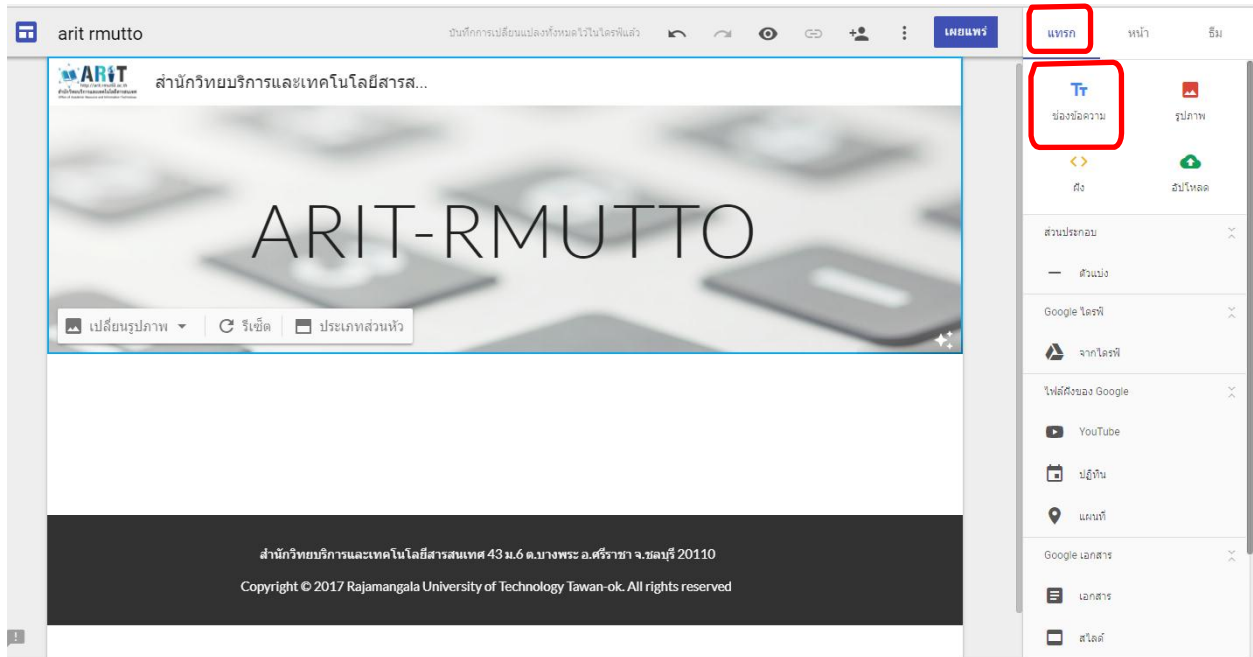 arit rmutto
บันทึกการเปลี่ยนแปลงทั้งหมดไว้ในไดรฟ์แล้ว
เผยแพร่
แทรก
หน้า
ธีม
ARiT
สำนักวิทยบริการและเทคโนโลยีสารส...
ARIT-RMUTTO
เปลี่ยนรูปภาพ
รีเซ็ต
ประเภทส่วนหัว
สำนักวิทยบริการและเทคโนโลยีสารสนเทศ 43 ม.6 ต.บางพระ อ.ศรีราชา จ.ชลบุรี 20110
Copyright © 2017 Rajamangala University of Technology Tawan-ok. All rights reserved
Tт
ช่องข้อความ
รูปภาพ
ฝัง
อัปโหลด
ส่วนประกอบ
ตัวแบ่ง
Google ไดรฟ์
จากไดรฟ์
ไฟล์ฝังของ Google
YouTube
ปฏิทิน
แผนที่
Google เอกสาร
เอกสาร
สไลด์